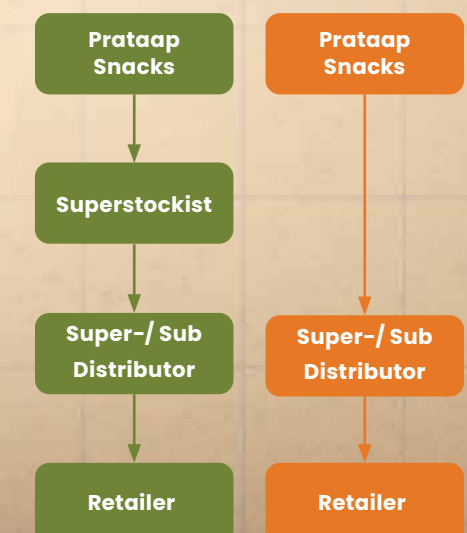 Prataap
Snacks
Superstockist
Super-/ Sub
Distributor
Retailer
Prataap
Snacks
Super-/ Sub
Distributor
Retailer